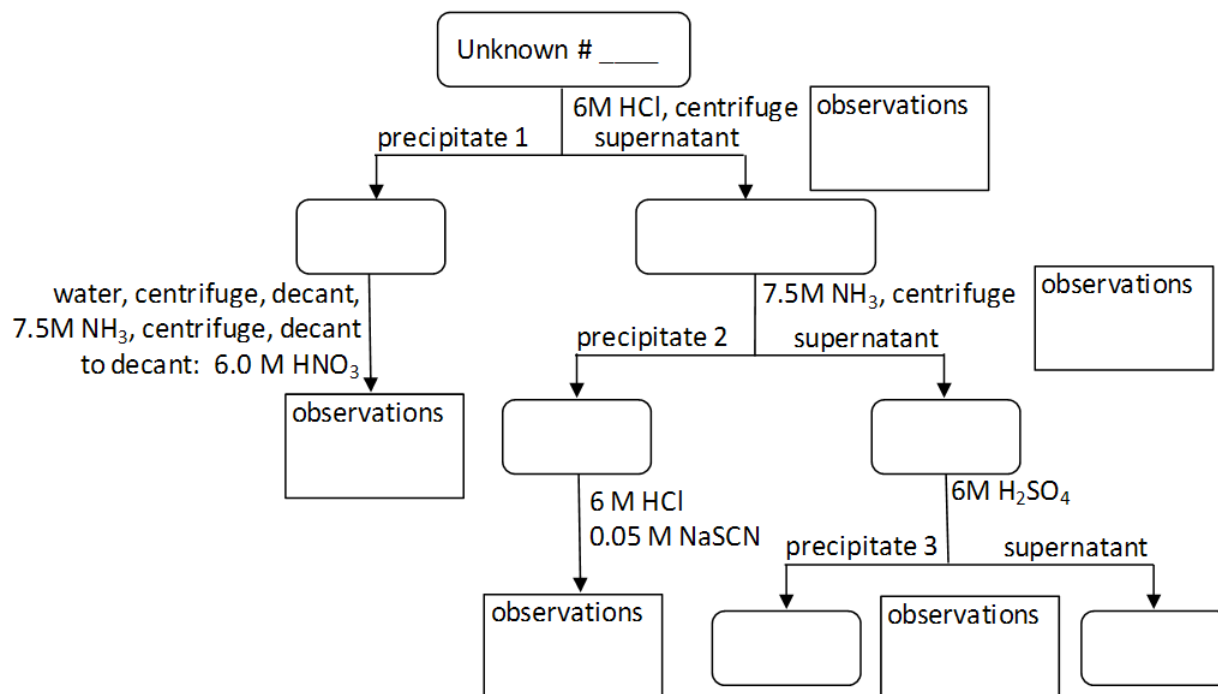 Unknown # ____
6M HCl, centrifuge
observations
precipitate 1
supernatant
water, centrifuge, decant,
7.5M NH₃, centrifuge, decant
to decant:  6.0 M HNO₃
observations
7.5M NH₃, centrifuge
observations
precipitate 2
supernatant
6 M HCl
0.05 M NaSCN
observations
6M H₂SO₄
precipitate 3
supernatant
observations